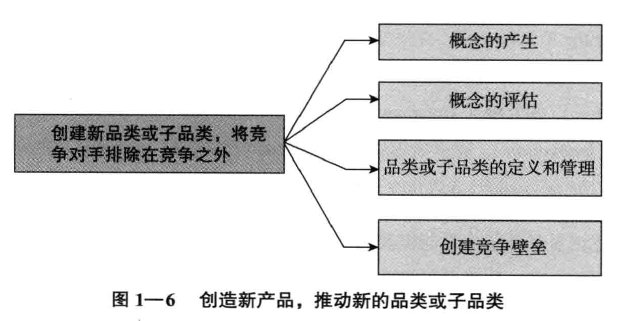 概念的产生
概念的评估
创建新品类或子品类，将竞
争对手排除在竞争之外
品类或子品类的定义和管理
创建竞争壁垒
图 1—6 创造新产品，推动新的品类或子品类